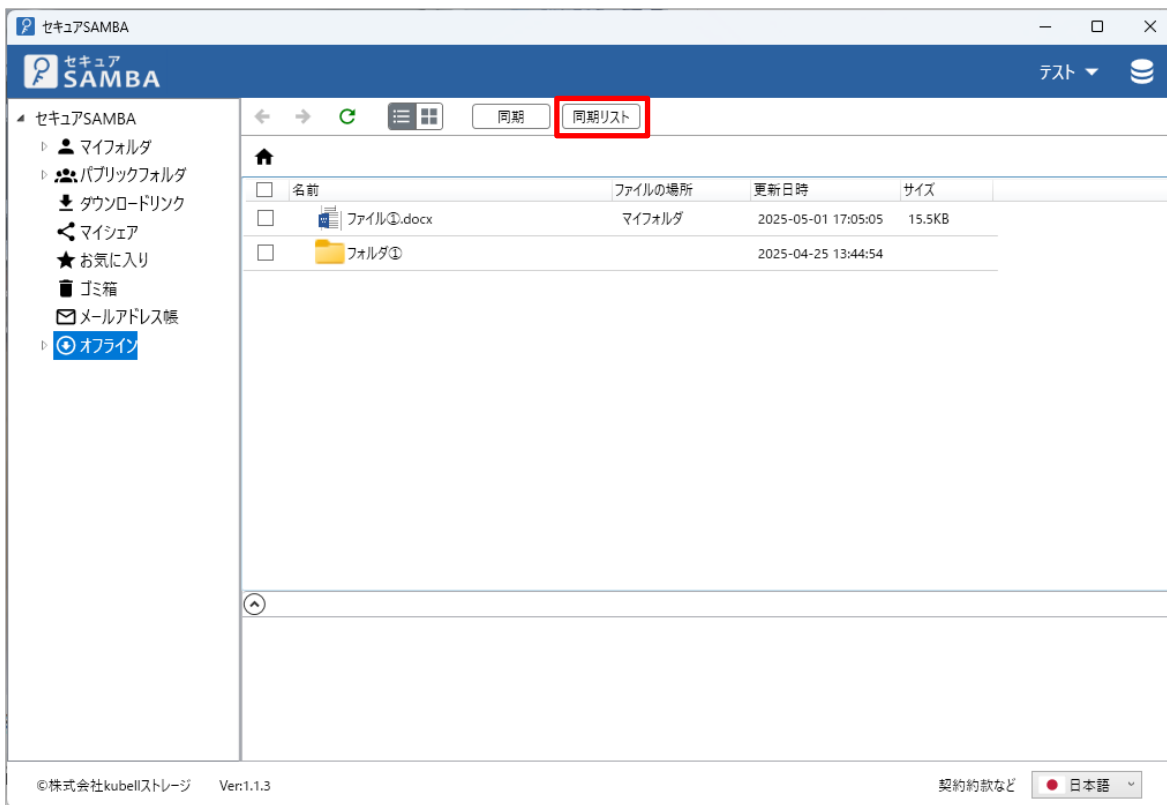 セキュアSAMBA
セキュア
SAMBA
テスト
セキュアSAMBA
マイフォルダ
パブリックフォルダ
ダウンロードリンク
マイシェア
お気に入り
ゴミ箱
メールアドレス帳
オフライン
同期 同期リスト
名前 ファイルの場所 更新日時 サイズ
ファイル①.docx マイフォルダ 2025-05-01 17:05:05 15.5KB
フォルダ① 2025-04-25 13:44:54
©株式会社kubellストレージ Ver:1.1.3 契約約款など 日本語